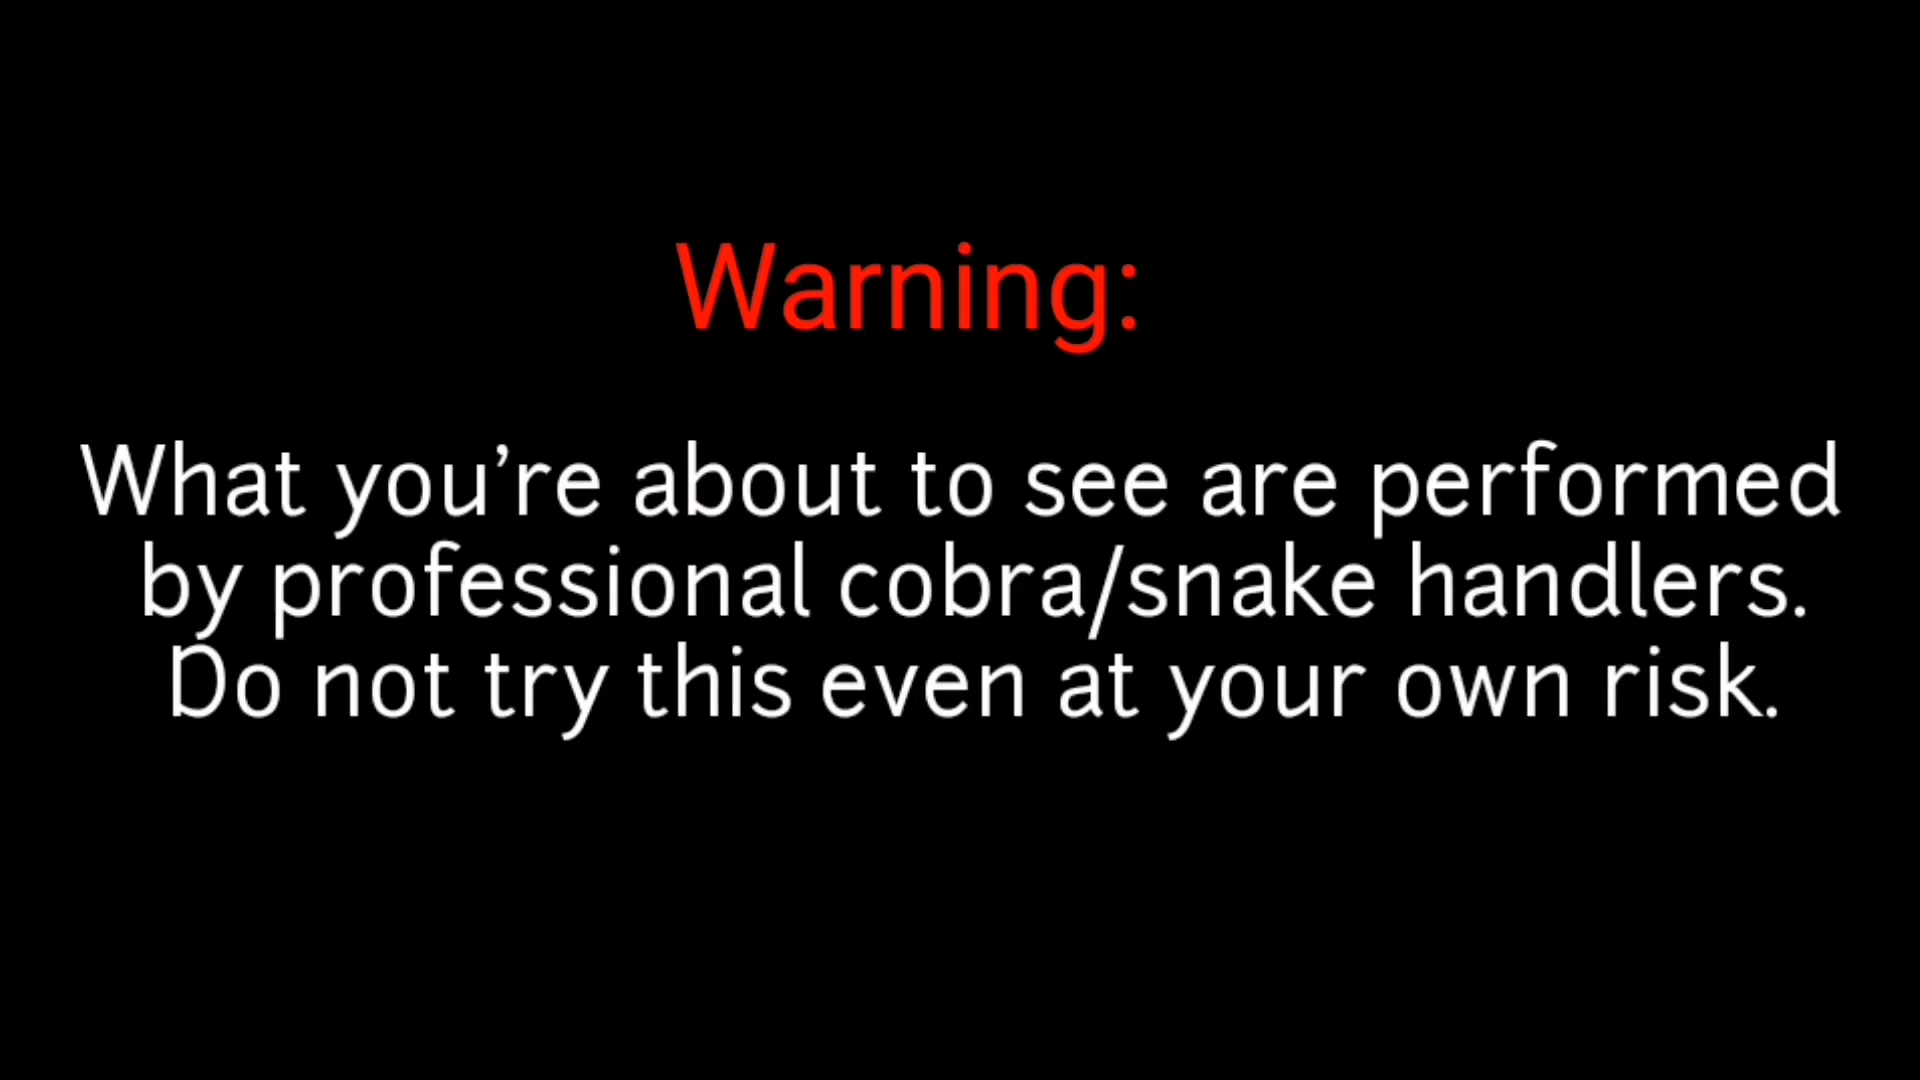 Warning:
What you’re about to see are performed
by professional cobra/snake handlers.
Do not try this even at your own risk.